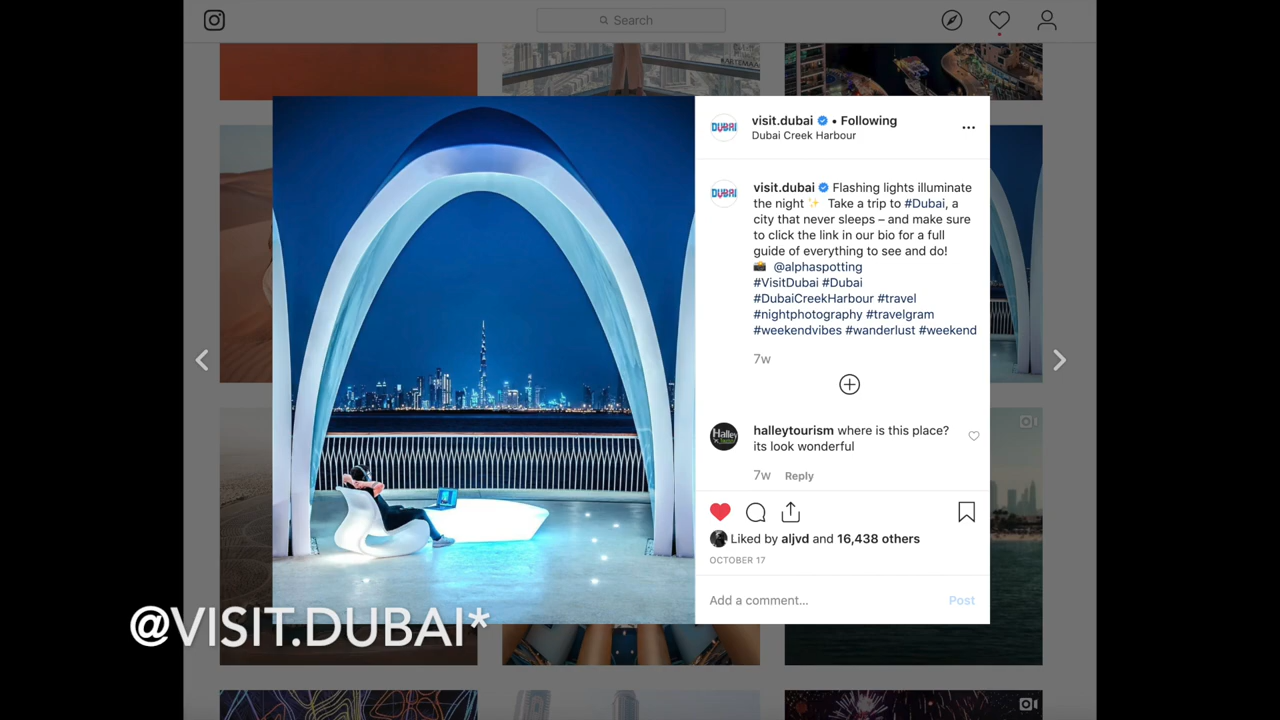 Search
KARTEMAA
visit.dubai • Following
Dubai Creek Harbour
DUBAI
DUBAI
visit.dubai Flashing lights illuminate
the night ✨ Take a trip to #Dubai, a
city that never sleeps – and make sure
to click the link in our bio for a full
guide of everything to see and do!
📸 @alphaspotting
#VisitDubai #Dubai
#DubaiCreekHarbour #travel
#nightphotography #travelgram
#weekendvibes #wanderlust #weekend
7w
Halley
halleytourism where is this place?
its look wonderful
7w Reply
Liked by aljvd and 16,438 others
OCTOBER 17
Add a comment... Post
@VISIT.DUBAI*